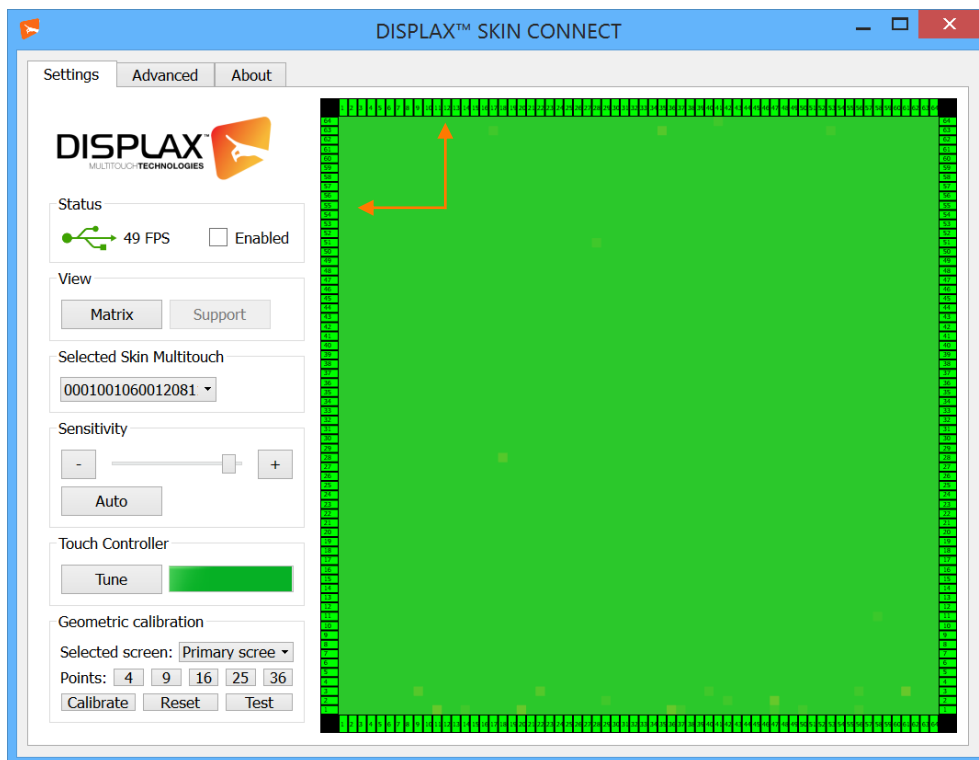 DISPLAX™ SKIN CONNECT
Settings Advanced About
DISPLAX™
MULTITOUCHTECHNOLOGIES
Status
49 FPS Enabled
View
Matrix Support
Selected Skin Multitouch
0001001060012081
Sensitivity
- +
Auto
Touch Controller
Tune
Geometric calibration
Selected screen: Primary scree
Points: 4 9 16 25 36
Calibrate Reset Test